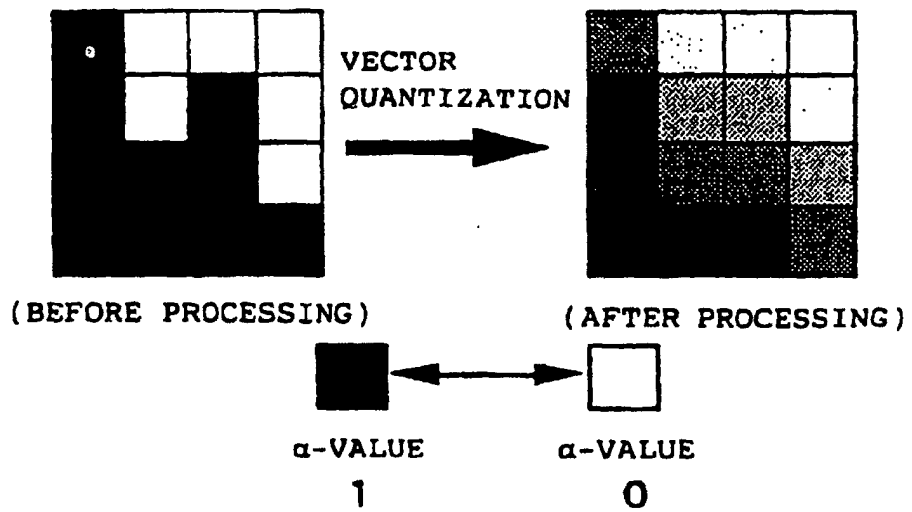 VECTOR
QUANTIZATION
(BEFORE PROCESSING)
(AFTER PROCESSING)
α-VALUE
α-VALUE
1
0